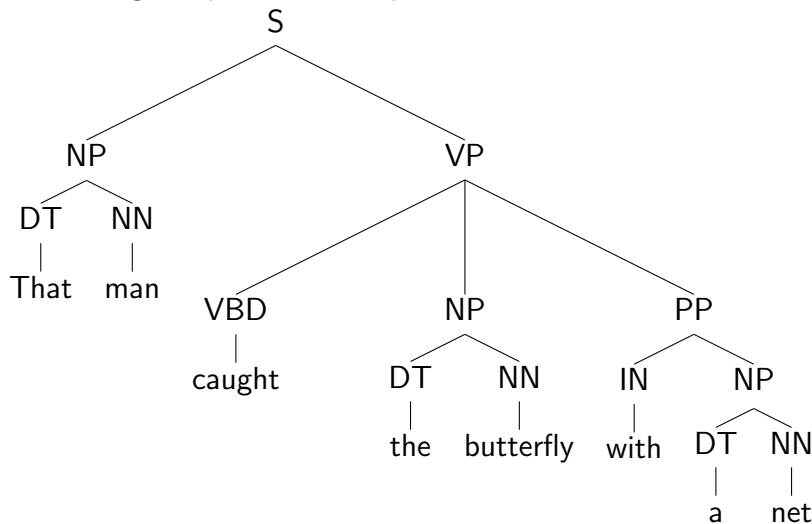 S
NP VP
DT NN
That man
VBD NP PP
caught DT NN IN NP
the butterfly with DT NN
a net